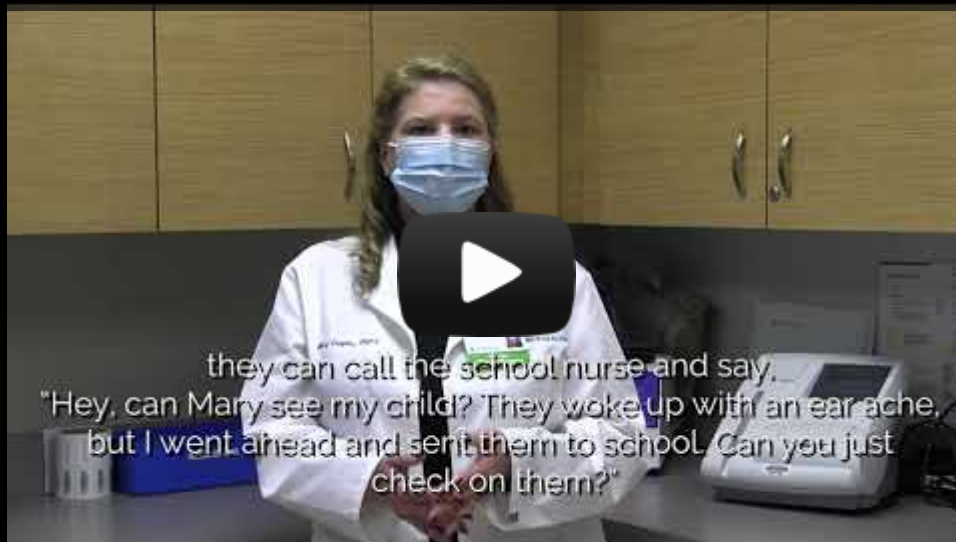 they can call the school nurse and say,
"Hey, can Mary see my child? They woke up with an ear ache,
but I went ahead and sent them to school. Can you just
check on them?"